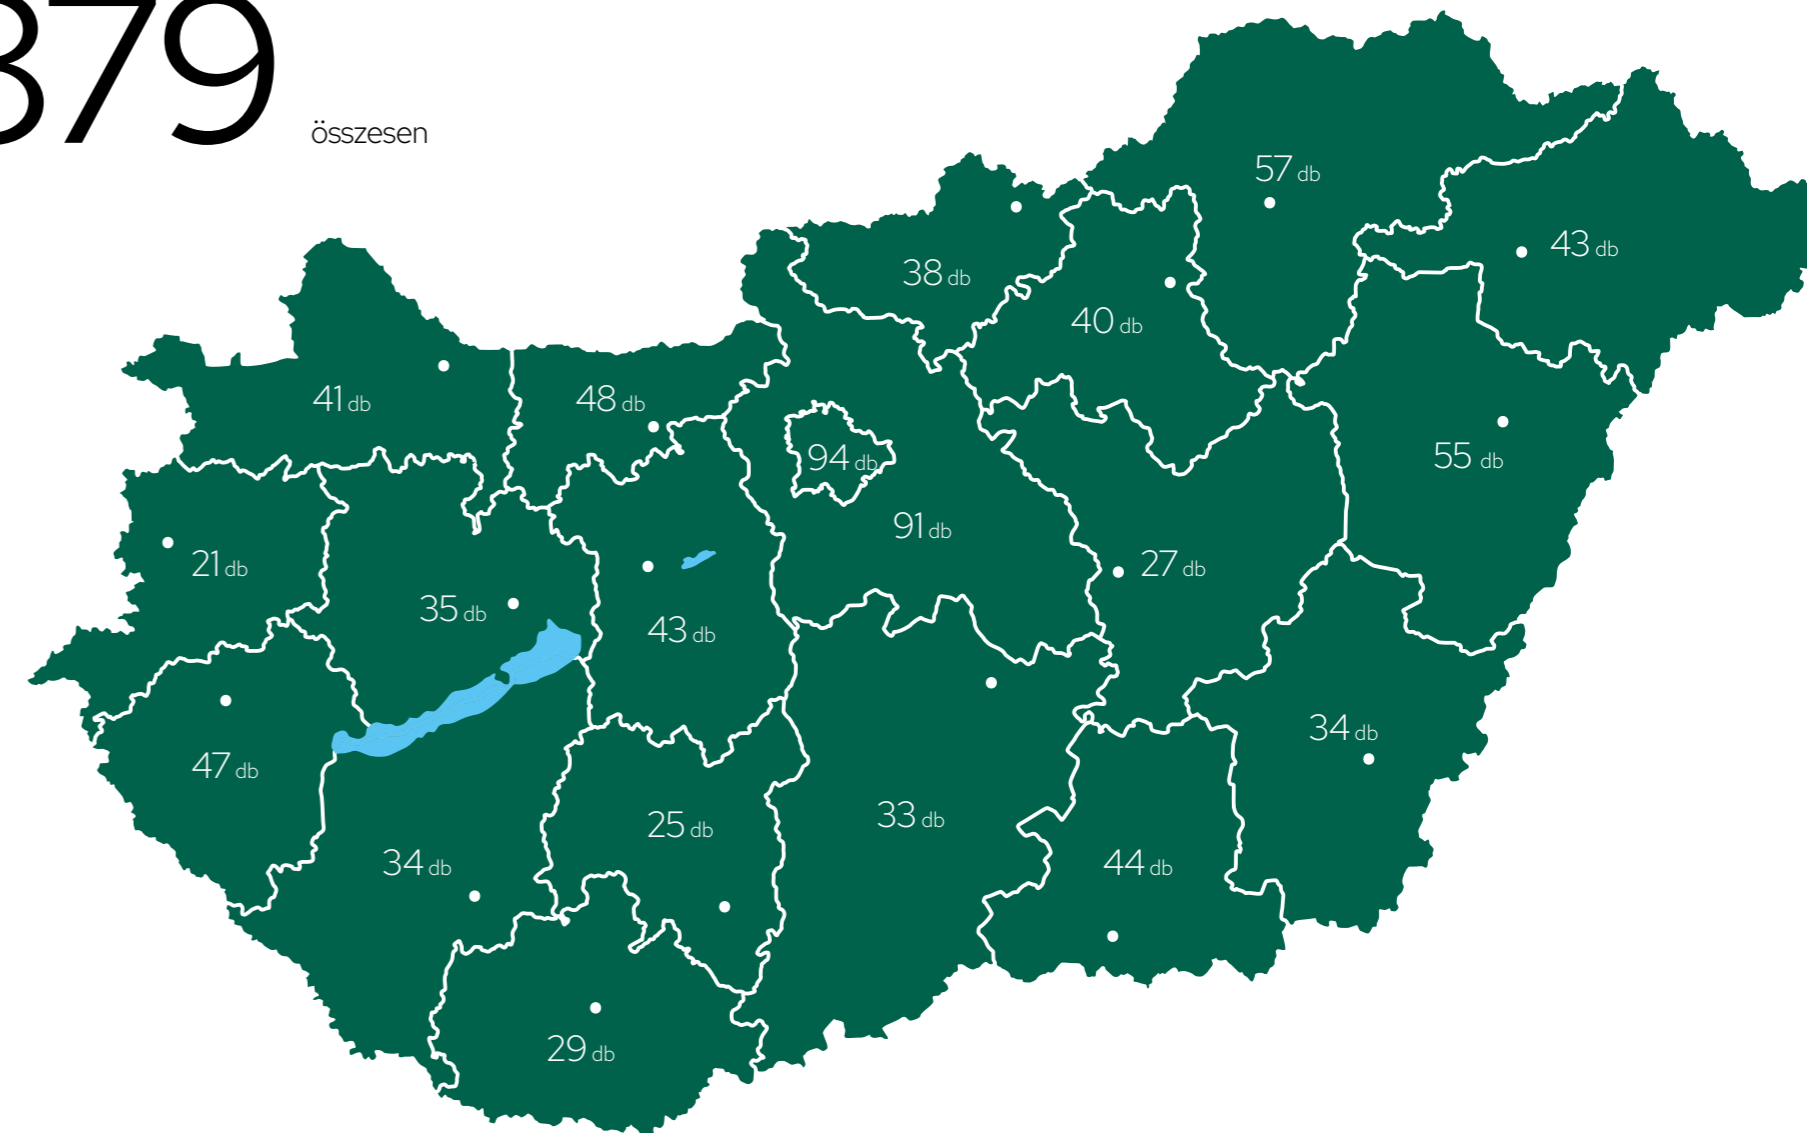 879
összesen
57 db
43 db
38 db
40 db
41 db
48 db
94 db
55 db
91 db
21 db
27 db
35 db
43 db
34 db
47 db
25 db
33 db
34 db
44 db
29 db